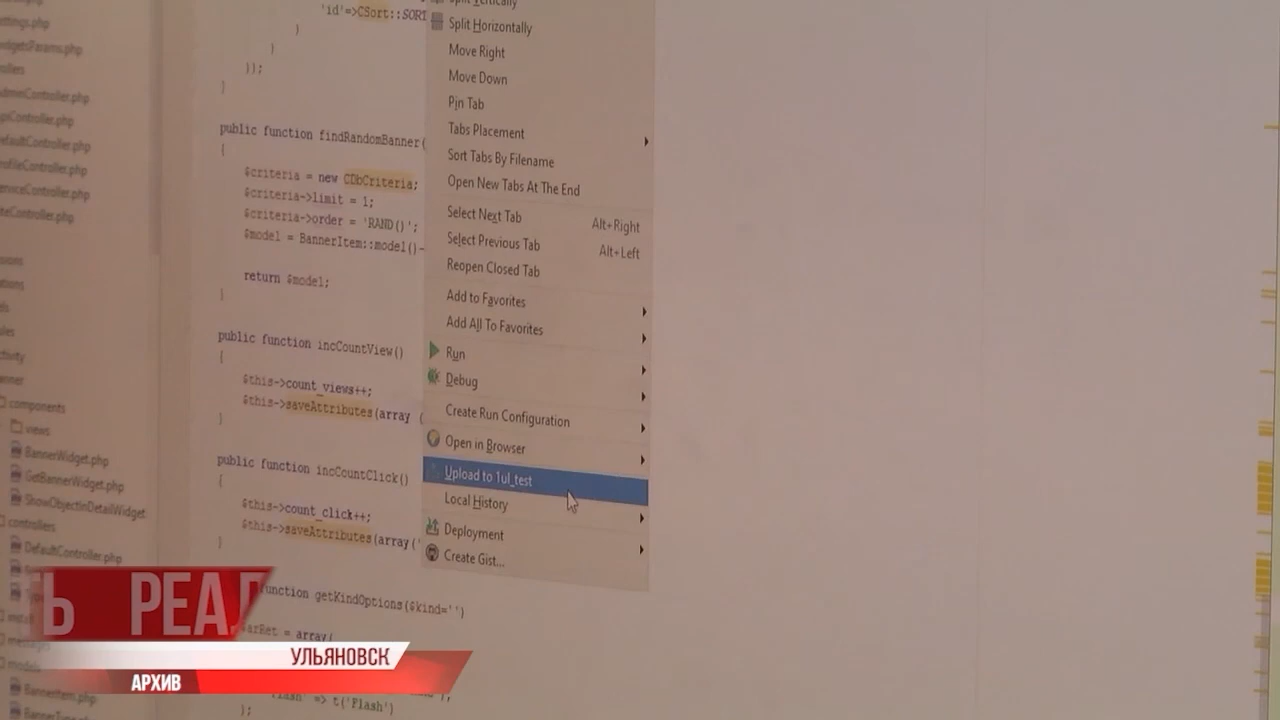 Split Vertically
'id'=>CSort::SORT
Split Horizontally
)
Move Right
)
Move Down
));
}
Pin Tab
public function findRandomBanner(
Tabs Placement
{
Sort Tabs By Filename
$criteria = new CDbCriteria;
Open New Tabs At The End
$criteria->limit = 1;
$criteria->order = 'RAND()';
Select Next Tab Alt+Right
$model = BannerItem::model()-
Select Previous Tab Alt+Left
return $model;
Reopen Closed Tab
}
Add to Favorites
Add All To Favorites
public function incCountView()
Run
{
$this->count_views++;
Debug
$this->saveAttributes(array (
Create Run Configuration
}
Open in Browser
public function incCountClick()
Upload to 1ul_test
{
$this->count_click++;
Local History
$this->saveAttributes(array('
Deployment
}
Create Gist...
function getKindOptions($kind='')
$arRet = array(
'Flash' => t('Flash')
);
components
views
BannerWidget.php
GetBannerWidget.php
ShowObjectInDetailWidget
controllers
DefaultController.php
messages
models
BannerItem.php
Ь РЕАЛ
УЛЬЯНОВСК
АРХИВ